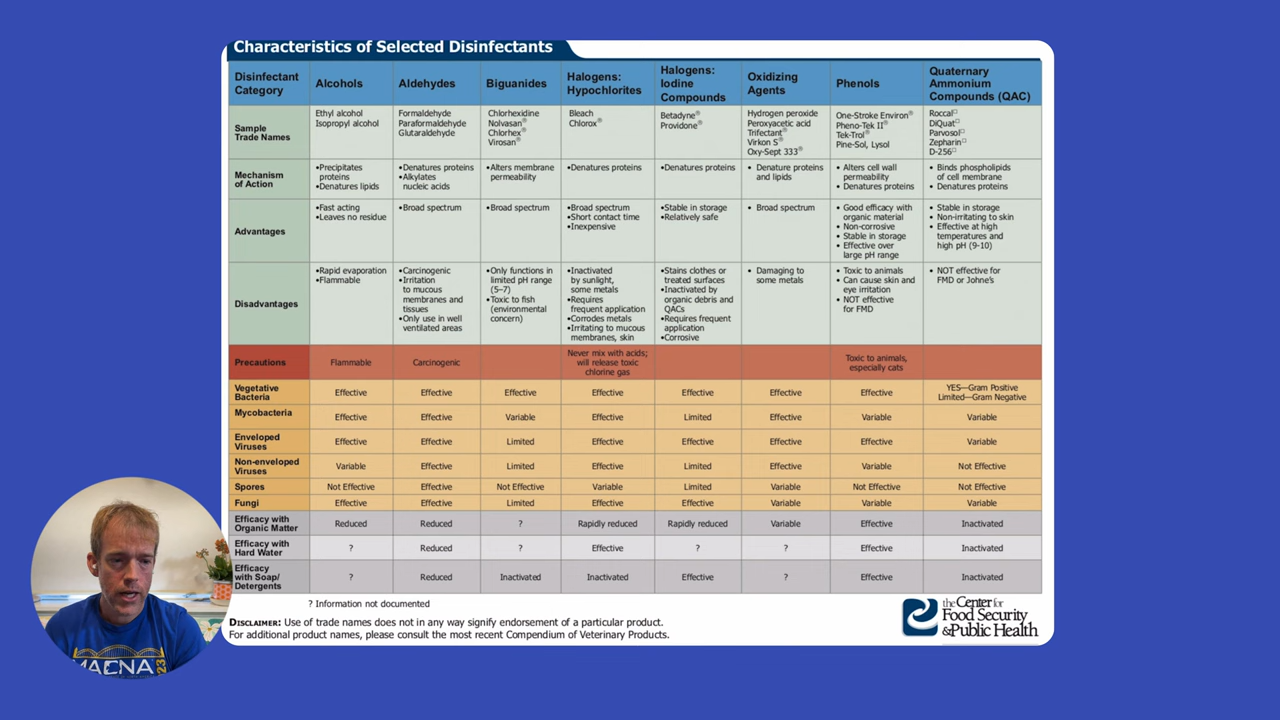 Characteristics of Selected Disinfectants
Disinfectant Category
Alcohols
Aldehydes
Biguanides
Halogens: Hypochlorites
Halogens: Iodine Compounds
Oxidizing Agents
Phenols
Quaternary Ammonium Compounds (QAC)
Sample Trade Names
Ethyl alcohol
Isopropyl alcohol
Formaldehyde
Paraformaldehyde
Glutaraldehyde
Chlorhexidine
Nolvasan®
Chlorhex®
Virosan®
Bleach
Chlorox®
Betadyne®
Providone®
Hydrogen peroxide
Peroxyacetic acid
Trifectant®
Virkon S®
Oxy-Sept 333®
One-Stroke Environ®
Pheno-Tek II®
Tek-Trol®
Pine-Sol, Lysol
Roccal□
DiQuat□
Parvosol□
Zepharin□
D-256□
Mechanism of Action
•Precipitates
proteins
•Denatures lipids
•Denatures proteins
•Alkylates
nucleic acids
•Alters membrane
permeability
•Denatures proteins
•Denatures proteins
• Denature proteins
and lipids
• Alters cell wall
permeability
• Denatures proteins
• Binds phospholipids
of cell membrane
• Denatures proteins
Advantages
•Fast acting
•Leaves no residue
•Broad spectrum
•Broad spectrum
•Broad spectrum
•Short contact time
•Inexpensive
•Stable in storage
•Relatively safe
• Broad spectrum
• Good efficacy with
organic material
• Non-corrosive
• Stable in storage
• Effective over
large pH range
• Stable in storage
• Non-irritating to skin
• Effective at high
temperatures and
high pH (9-10)
Disadvantages
•Rapid evaporation
•Flammable
•Carcinogenic
•Irritation
to mucous
membranes and
tissues
•Only use in well
ventilated areas
•Only functions in
limited pH range
(5–7)
•Toxic to fish
(environmental
concern)
•Inactivated
by sunlight,
some metals
•Requires
frequent application
•Corrodes metals
•Irritating to mucous
membranes, skin
•Stains clothes or
treated surfaces
•Inactivated by
organic debris and
QACs
•Requires frequent
application
•Corrosive
• Damaging to
some metals
• Toxic to animals
• Can cause skin and
eye irritation
• NOT effective
for FMD
• NOT effective for
FMD or Johne's
Precautions
Flammable
Carcinogenic
Never mix with acids;
will release toxic
chlorine gas
Toxic to animals,
especially cats
Vegetative Bacteria
Effective
Effective
Effective
Effective
Effective
Effective
Effective
YES—Gram Positive
Limited—Gram Negative
Mycobacteria
Effective
Effective
Variable
Effective
Limited
Effective
Variable
Variable
Enveloped Viruses
Effective
Effective
Limited
Effective
Effective
Effective
Effective
Variable
Non-enveloped Viruses
Variable
Effective
Limited
Effective
Limited
Effective
Variable
Not Effective
Spores
Not Effective
Effective
Not Effective
Variable
Limited
Variable
Not Effective
Not Effective
Fungi
Effective
Effective
Limited
Effective
Effective
Variable
Variable
Variable
Efficacy with Organic Matter
Reduced
Reduced
?
Rapidly reduced
Rapidly reduced
Variable
Effective
Inactivated
Efficacy with Hard Water
?
Reduced
?
Effective
?
?
Effective
Inactivated
Efficacy with Soap/ Detergents
?
Reduced
Inactivated
Inactivated
Effective
?
Effective
Inactivated
? Information not documented
DISCLAIMER: Use of trade names does not in any way signify endorsement of a particular product.
For additional product names, please consult the most recent Compendium of Veterinary Products.
the Center for
Food Security
&Public Health
MACNA 23